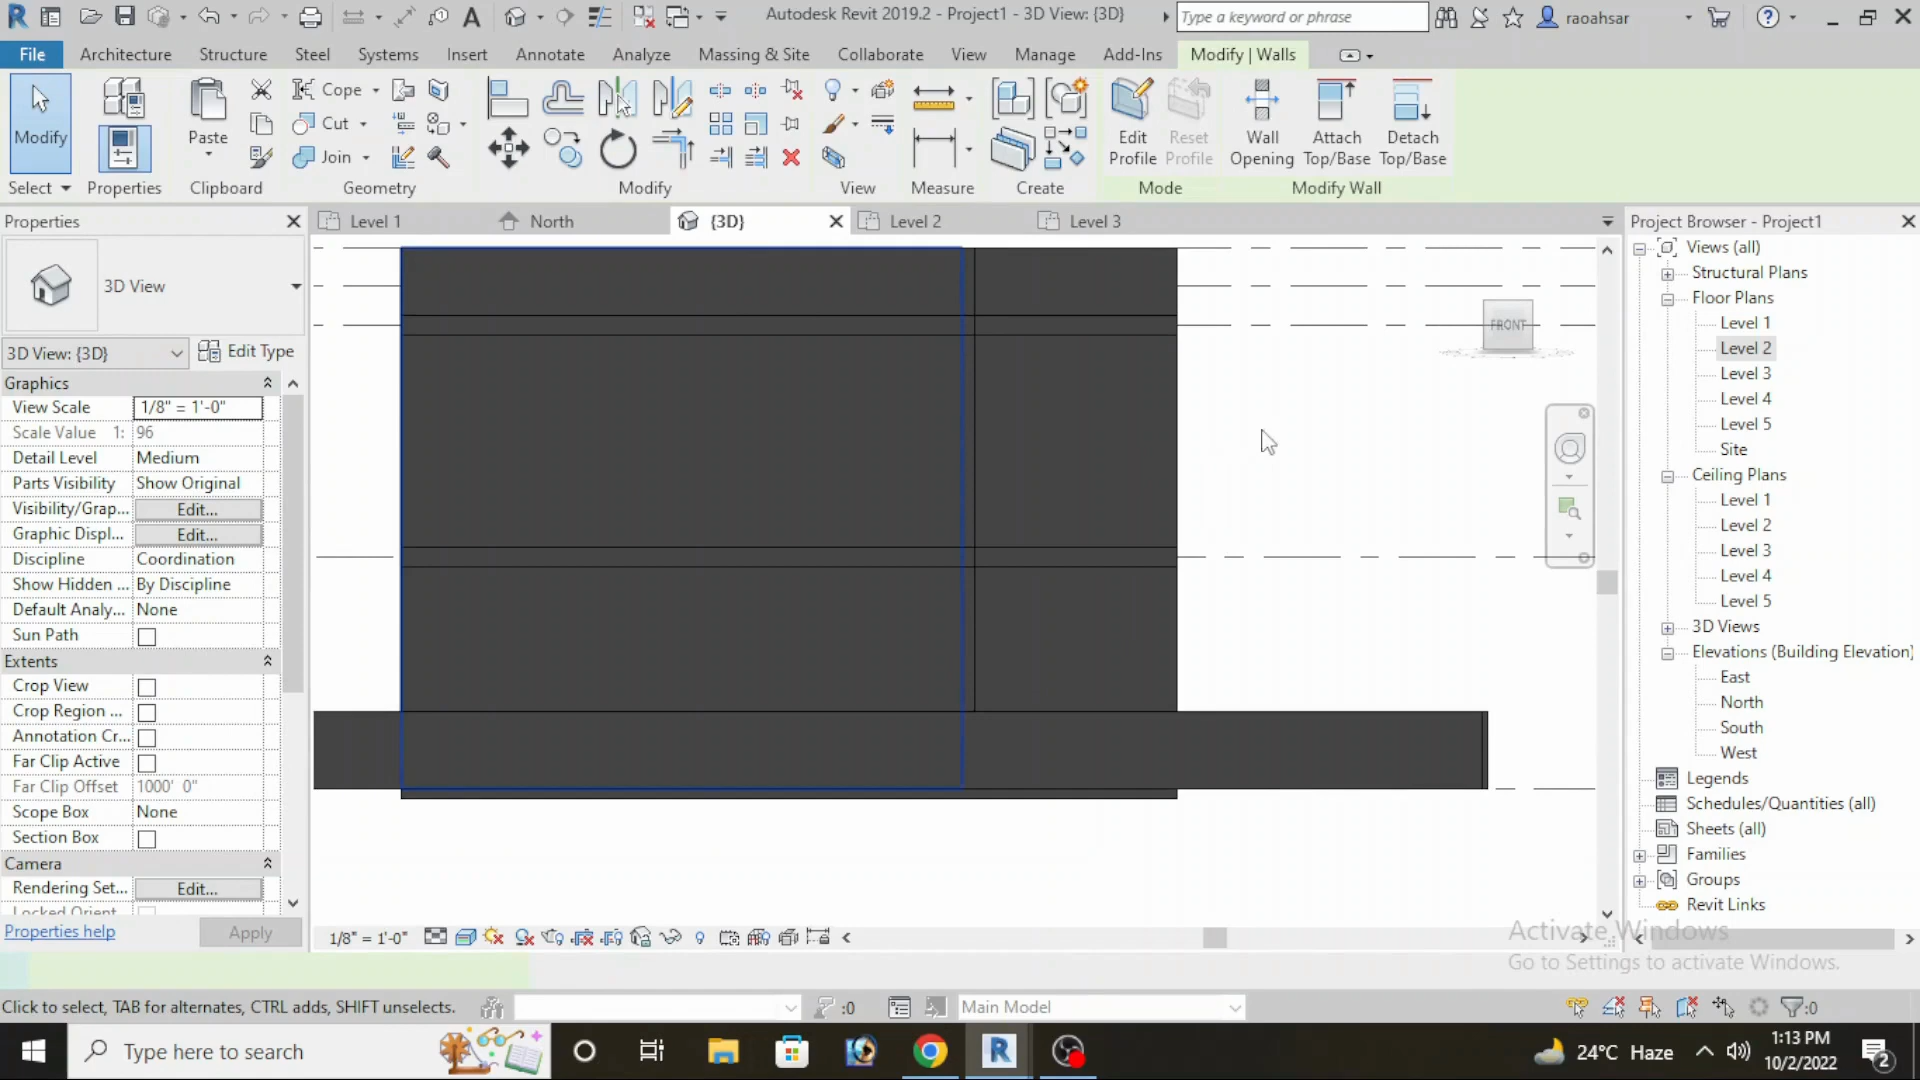 Autodesk Revit 2019.2 - Project1 - 3D View: {3D}
Type a keyword or phrase
raoahsar
File
Architecture
Structure
Steel
Systems
Insert
Annotate
Analyze
Massing & Site
Collaborate
View
Manage
Add-Ins
Modify | Walls
Modify
Paste
Cope
Cut
Join
Edit Profile
Reset Profile
Wall Opening
Attach Top/Base
Detach Top/Base
Select
Properties
Clipboard
Geometry
Modify
View
Measure
Create
Mode
Modify Wall
Properties
Level 1
North
{3D}
Level 2
Level 3
Project Browser - Project1
3D View
3D View: {3D}
Edit Type
Graphics
View Scale 1/8" = 1'-0"
Scale Value 1: 96
Detail Level Medium
Parts Visibility Show Original
Visibility/Grap... Edit...
Graphic Displ... Edit...
Discipline Coordination
Show Hidden ... By Discipline
Default Analy... None
Sun Path
Extents
Crop View
Crop Region ...
Annotation Cr...
Far Clip Active
Far Clip Offset 1000' 0"
Scope Box None
Section Box
Camera
Rendering Set... Edit...
Locked Orient
Properties help
Apply
FRONT
Views (all)
Structural Plans
Floor Plans
Level 1
Level 2
Level 3
Level 4
Level 5
Site
Ceiling Plans
Level 1
Level 2
Level 3
Level 4
Level 5
3D Views
Elevations (Building Elevation)
East
North
South
West
Legends
Schedules/Quantities (all)
Sheets (all)
Families
Groups
Revit Links
1/8" = 1'-0"
Activate Windows
Go to Settings to activate Windows.
Click to select, TAB for alternates, CTRL adds, SHIFT unselects.
:0
Main Model
:0
Type here to search
24°C Haze
1:13 PM
10/2/2022
2